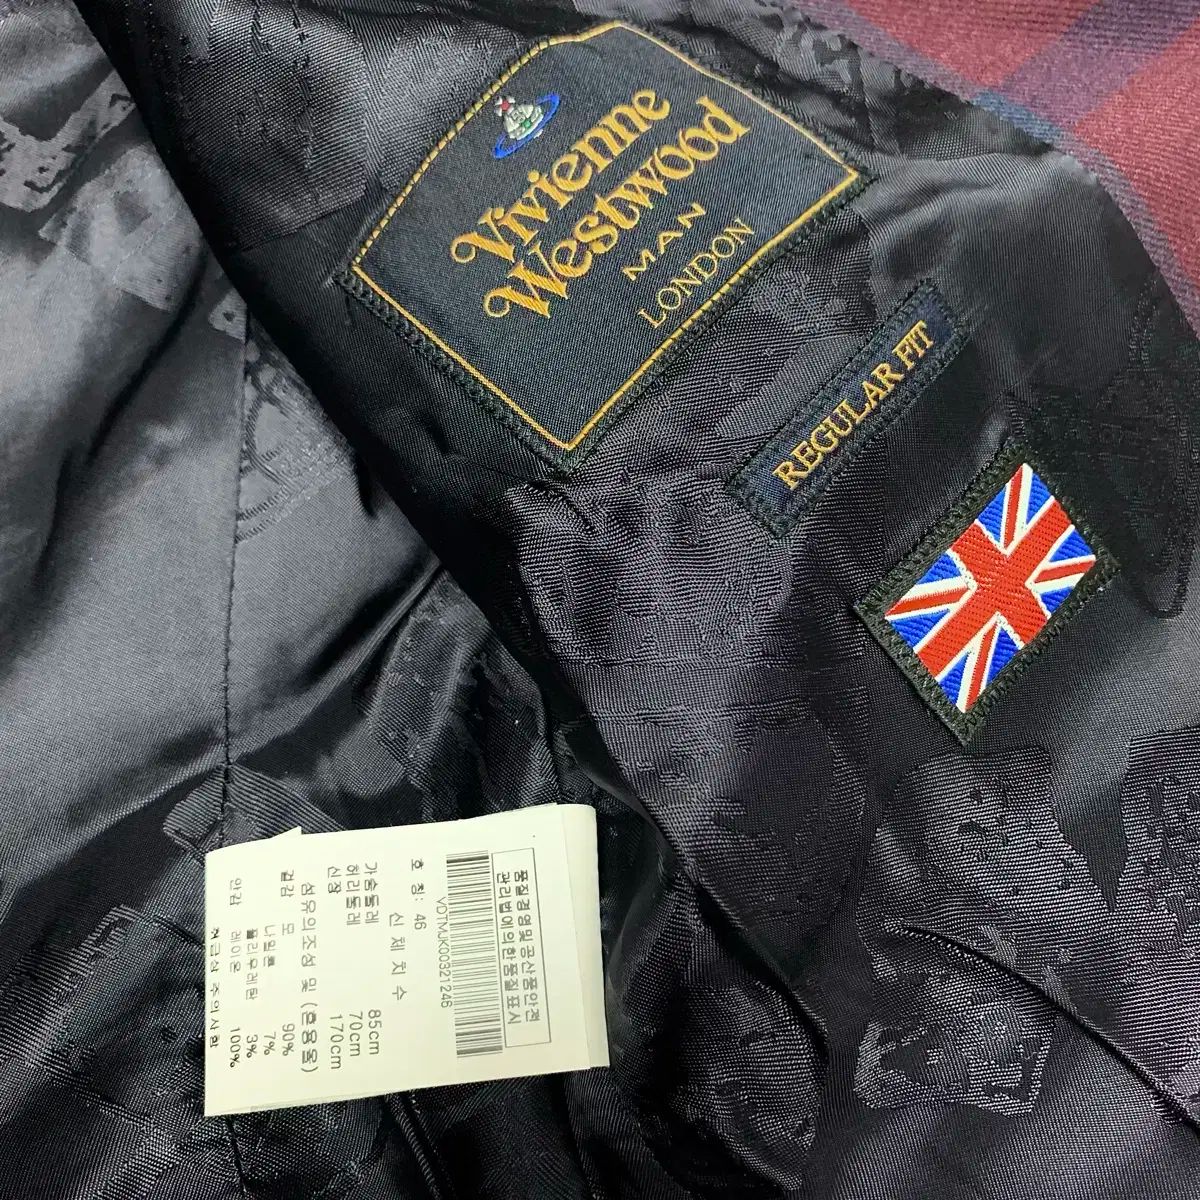 Vivienne
Westwood
MAN
LONDON
REGULAR FIT
품질경영및공산품안전
관리법에의한품질표시
VDTMJK00321246
호 칭: 46
신 체 치 수
가슴둘레 85cm
허리둘레 70cm
신장 170cm
섬유의조성 및 (혼용율)
겉감 모 90%
나일론 7%
폴리우레탄 3%
안감 레이온 100%
취급상 주의사항